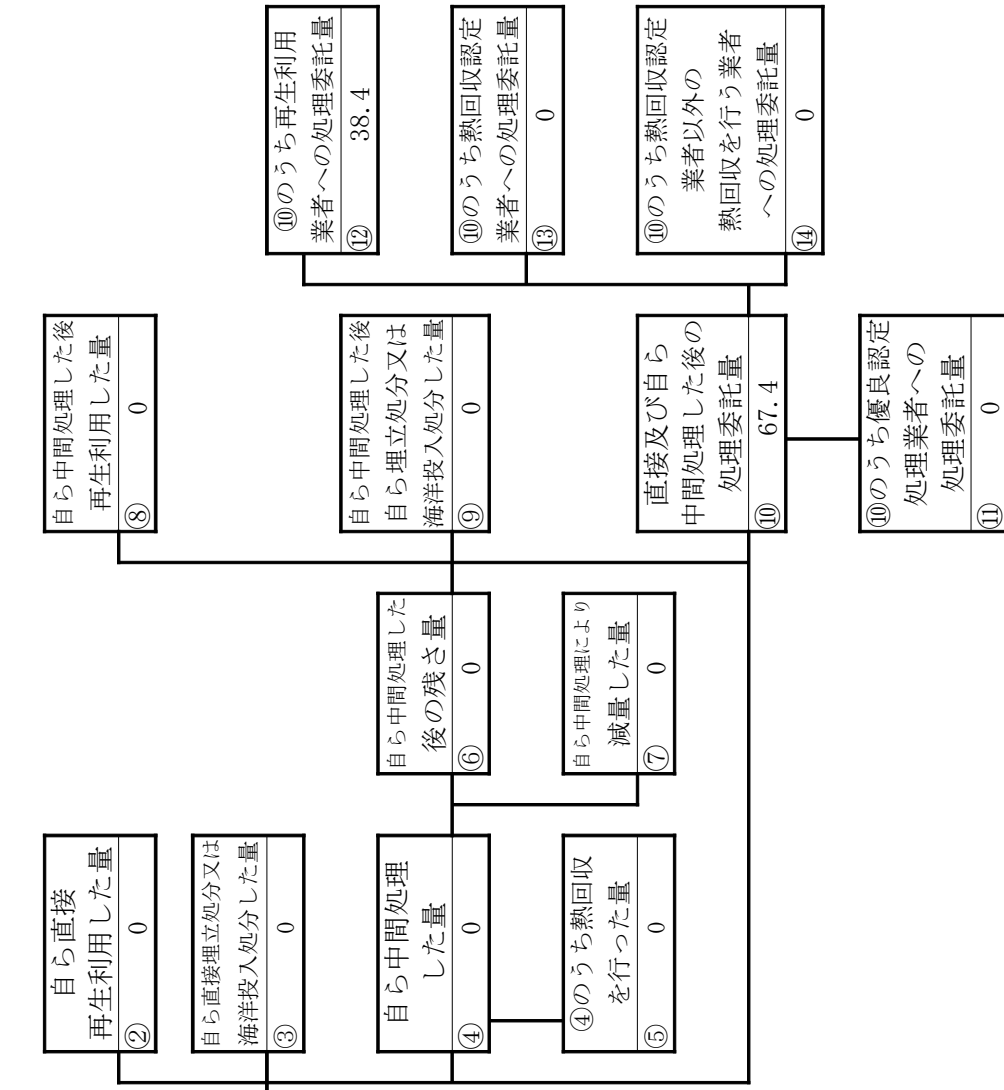 自ら直接
再生利用した量
② 0
自ら直接埋立処分又は
海洋投入処分した量
③ 0
自ら中間処理
した量
④ 0
④のうち熱回収
を行った量
⑤ 0
自ら中間処理した
後の残さ量
⑥ 0
自ら中間処理により
減量した量
⑦ 0
自ら中間処理した後
再生利用した量
⑧ 0
自ら中間処理した後
自ら埋立処分又は
海洋投入処分した量
⑨ 0
直接及び自ら
中間処理した後の
処理委託量
⑩ 67.4
⑩のうち優良認定
処理業者への
処理委託量
⑪ 0
⑩のうち再生利用
業者への処理委託量
⑫ 38.4
⑩のうち熱回収認定
業者への処理委託量
⑬ 0
⑩のうち熱回収認定
業者以外の
熱回収を行う業者
への処理委託量
⑭ 0